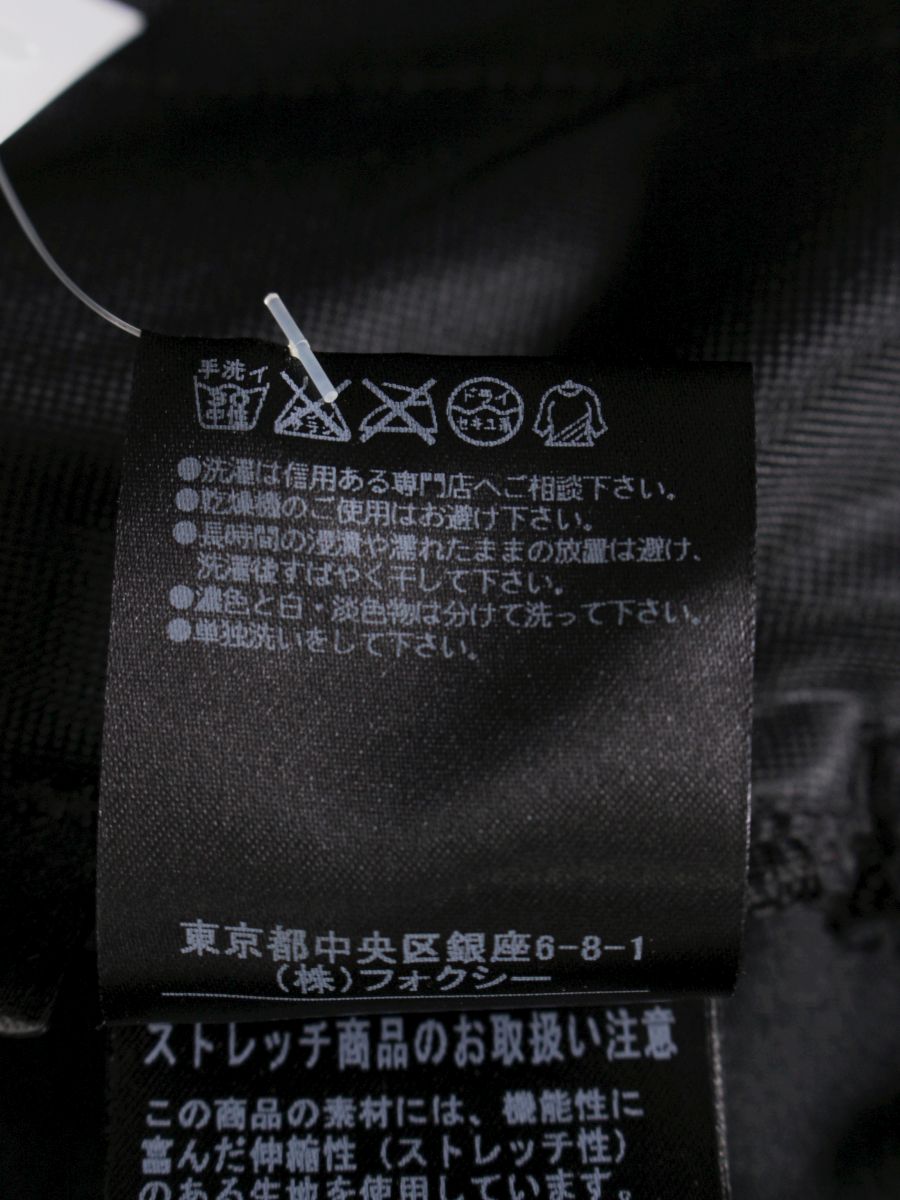 手洗イ
中性
エンソ
サラシ
ドライ
セキユ系
●洗濯は信用ある専門店へご相談下さい。
●乾燥機のご使用はお避け下さい。
●長時間の浸漬や濡れたままの放置は避け、
洗濯後すばやく干して下さい。
●濃色と白・淡色物は分けて洗って下さい。
●単独洗いをして下さい。
東京都中央区銀座6-8-1
(株)フォクシー
ストレッチ商品のお取扱い注意
この商品の素材には、機能性に
富んだ伸縮性（ストレッチ性）
のある生地を使用しています。